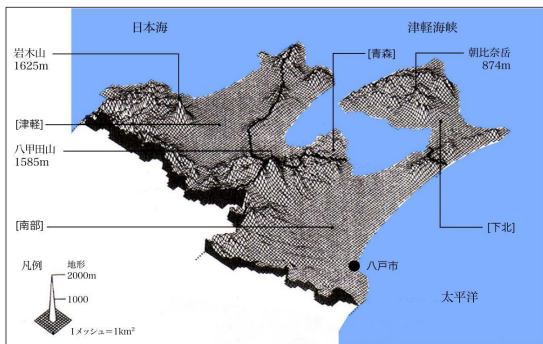 日本海
津軽海峡
岩木山
1625m
[青森]
朝比奈岳
874m
[津軽]
八甲田山
1585m
[南部]
[下北]
八戸市
凡例
地形
2000m
1000
1メッシュ=1km²
太平洋